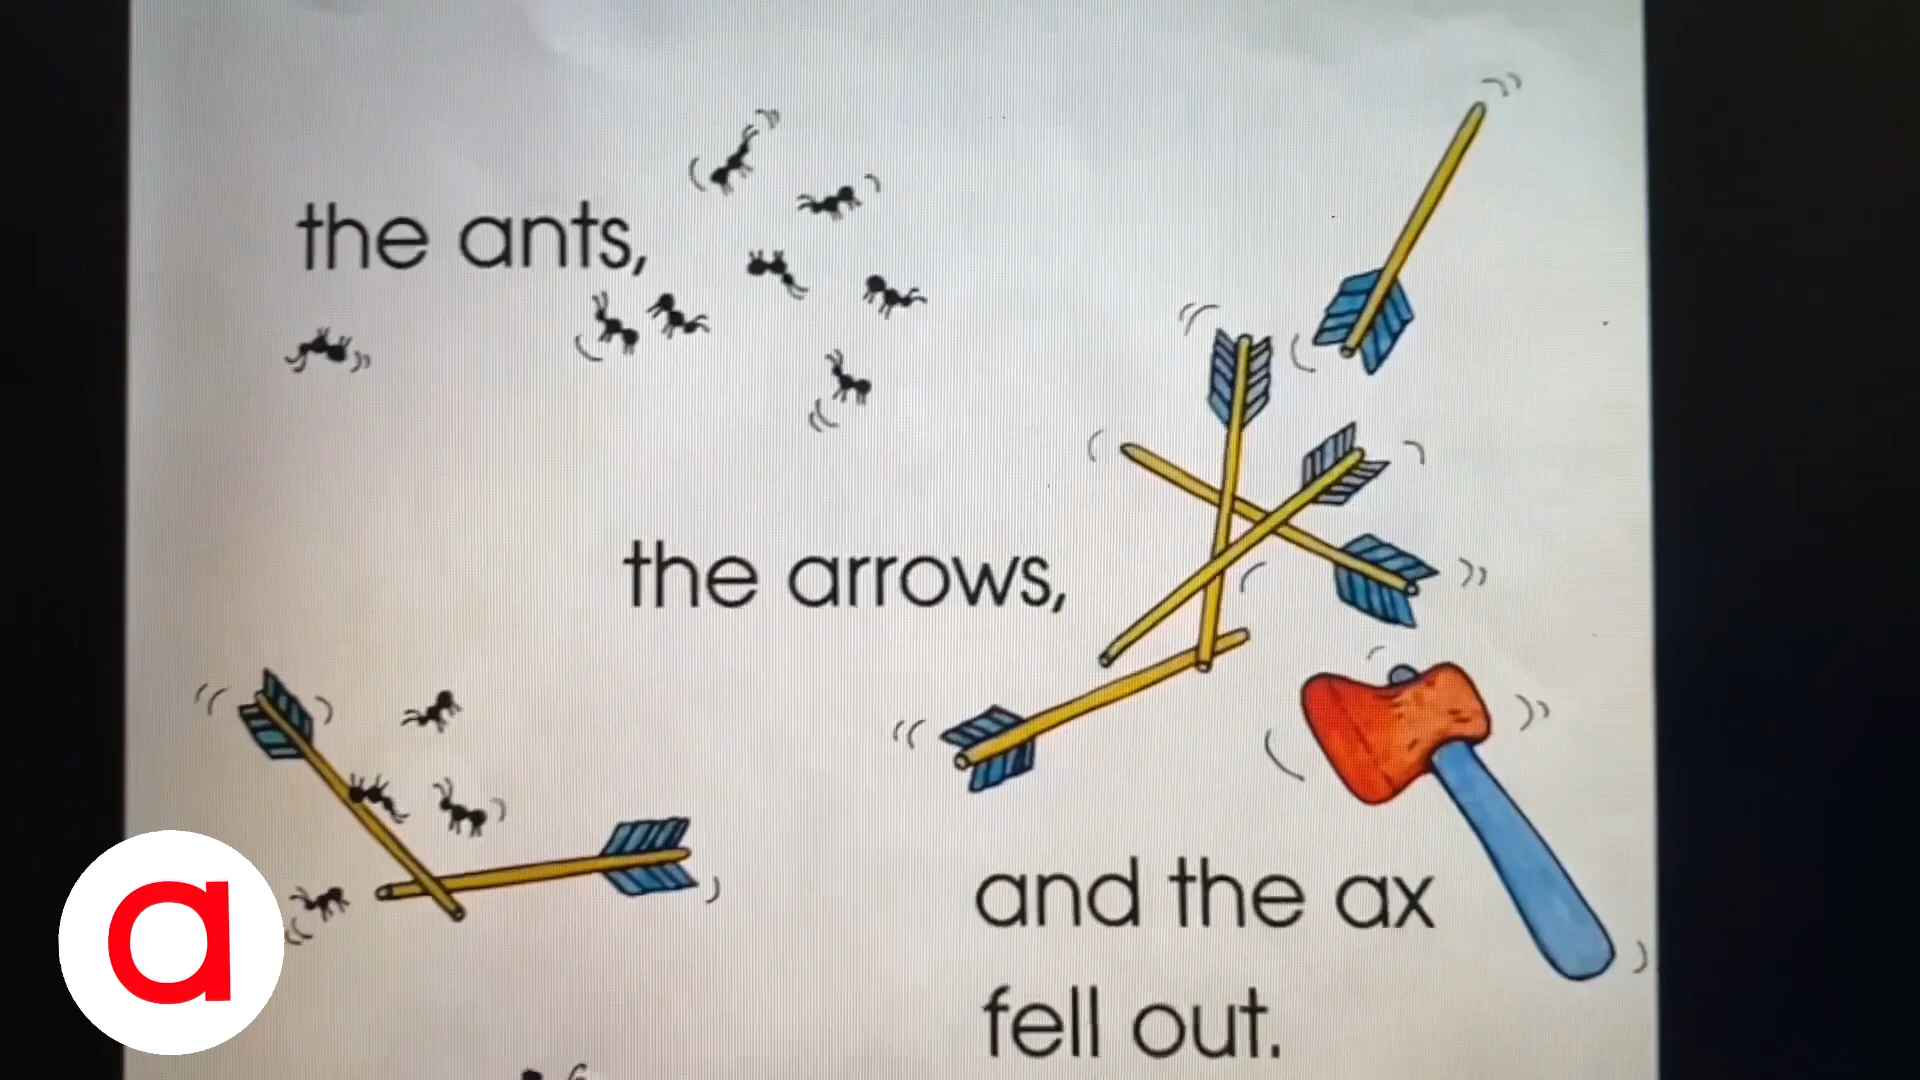 the ants,
the arrows,
and the ax
fell out.
a